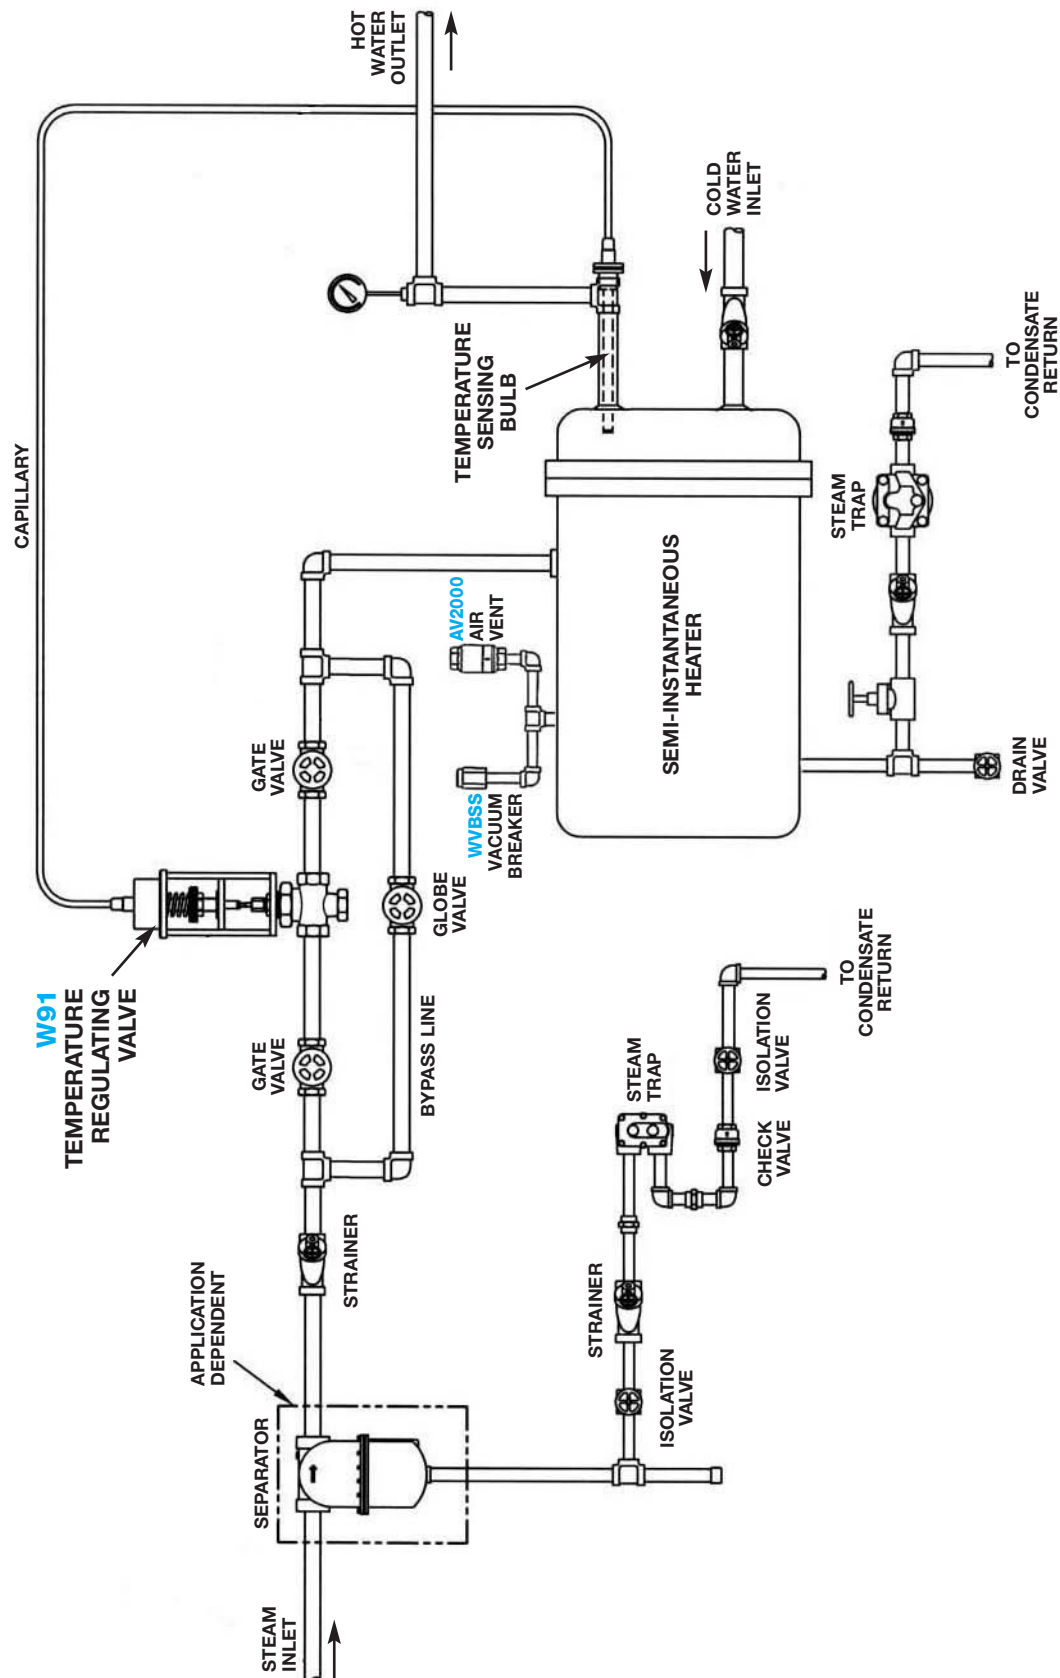 HOT
WATER
OUTLET
CAPILLARY
COLD
WATER
INLET
TEMPERATURE
SENSING
BULB
TO
CONDENSATE
RETURN
STEAM
TRAP
AV2000
AIR
VENT
SEMI-INSTANTANEOUS
HEATER
GATE
VALVE
WVBSS
VACUUM
BREAKER
DRAIN
VALVE
GLOBE
VALVE
W91
TEMPERATURE
REGULATING
VALVE
GATE
VALVE
BYPASS LINE
TO
CONDENSATE
RETURN
ISOLATION
VALVE
STEAM
TRAP
CHECK
VALVE
STRAINER
APPLICATION
DEPENDENT
STRAINER
ISOLATION
VALVE
SEPARATOR
STEAM
INLET